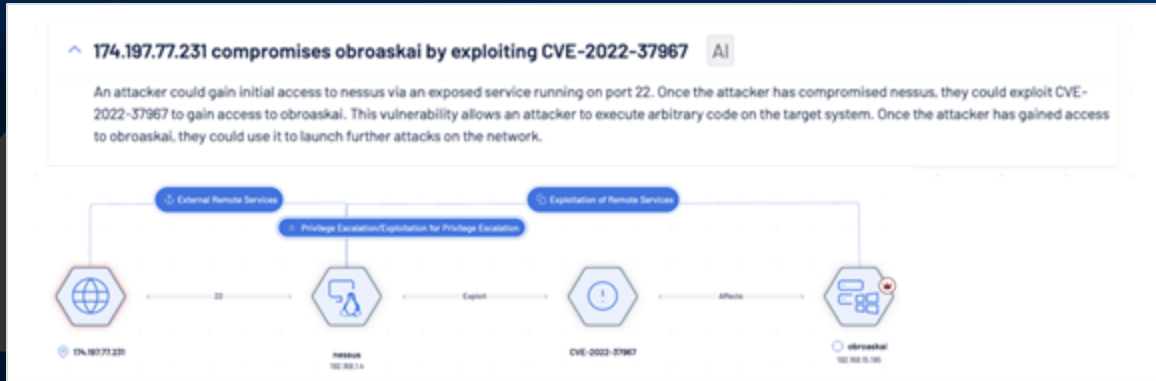 174.197.77.231 compromises obroaskai by exploiting CVE-2022-37967 AI
An attacker could gain initial access to nessus via an exposed service running on port 22. Once the attacker has compromised nessus, they could exploit CVE-
2022-37967 to gain access to obroaskai. This vulnerability allows an attacker to execute arbitrary code on the target system. Once the attacker has gained access
to obroaskai, they could use it to launch further attacks on the network.
External Remote Services
Exploitation of Remote Services
Privilege Escalation/Exploitation for Privilege Escalation
22
Exploit
Affects
174.197.77.231
nessus
192.168.1.4
CVE-2022-37967
obroaskai